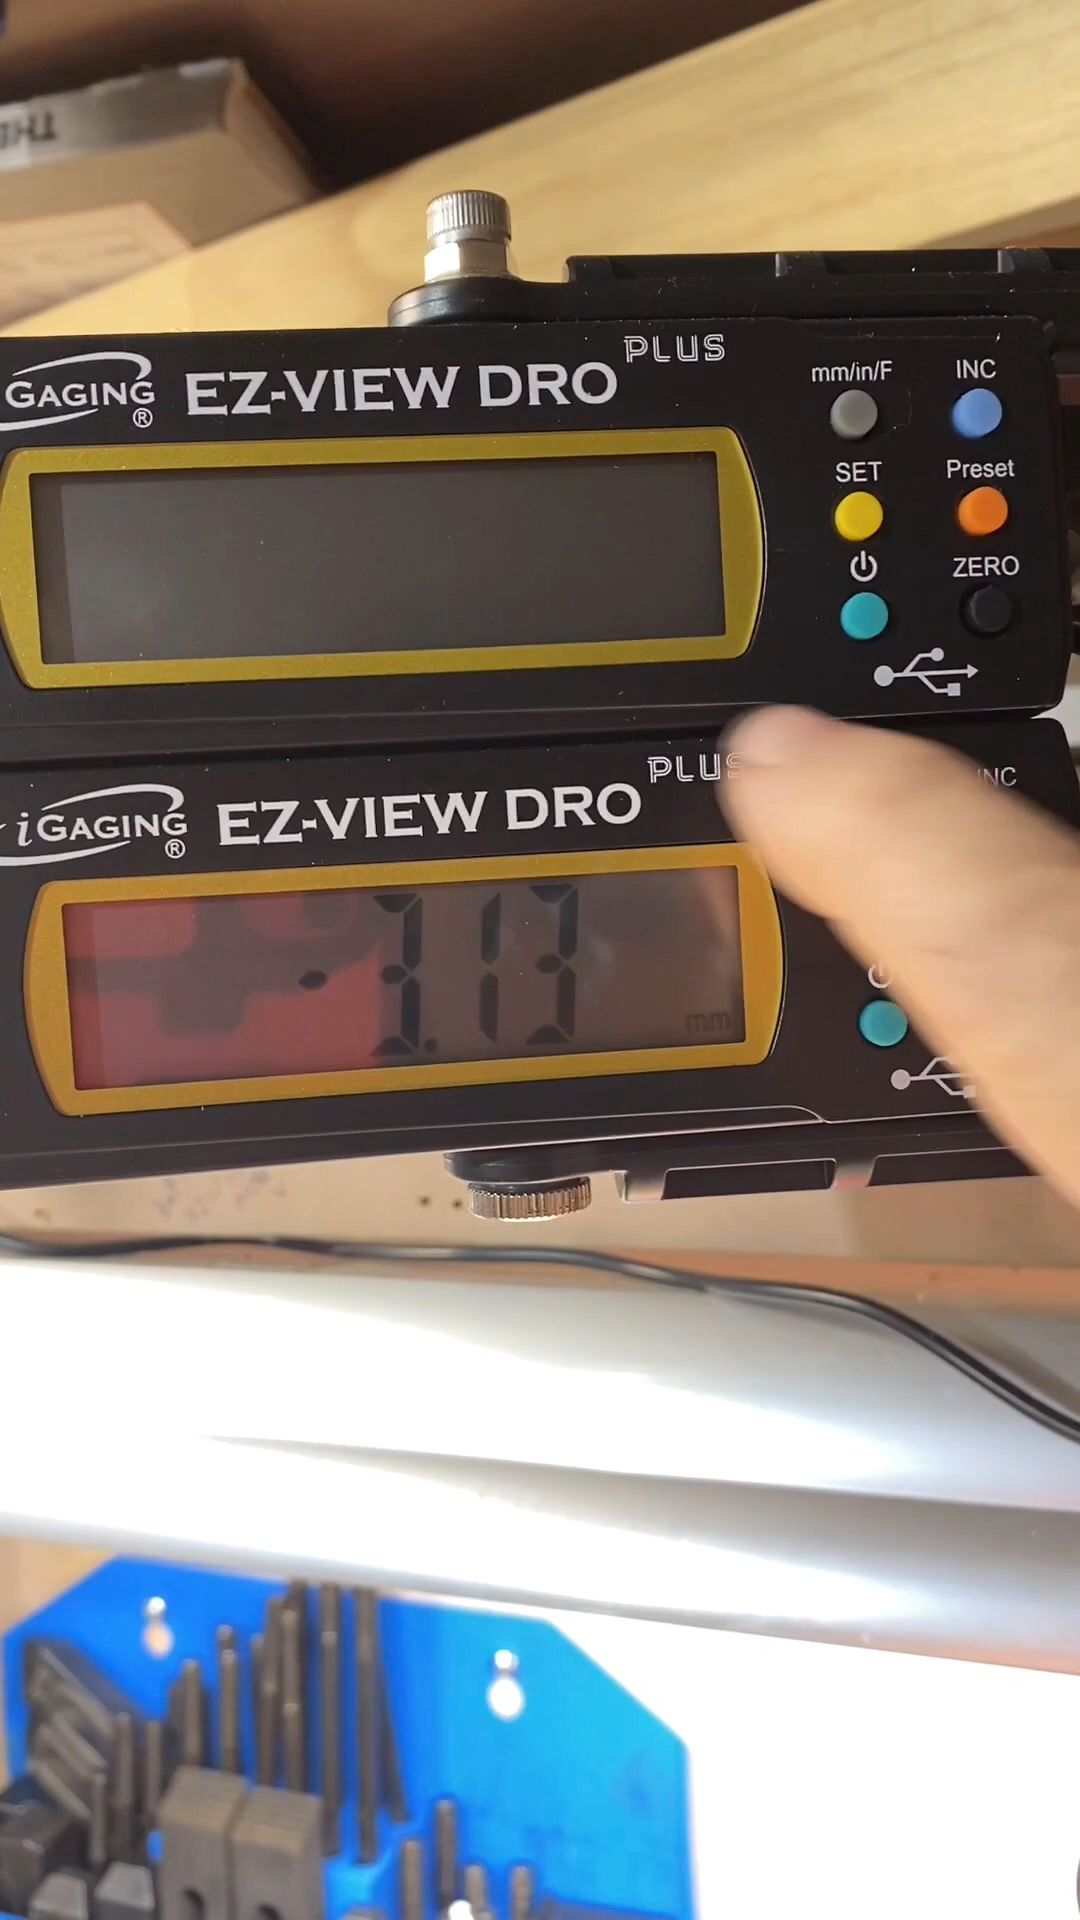 GAGING®
EZ-VIEW DRO PLUS
mm/in/F
INC
SET
Preset
ZERO
iGAGING®
EZ-VIEW DRO PLUS
INC
-3.13
mm